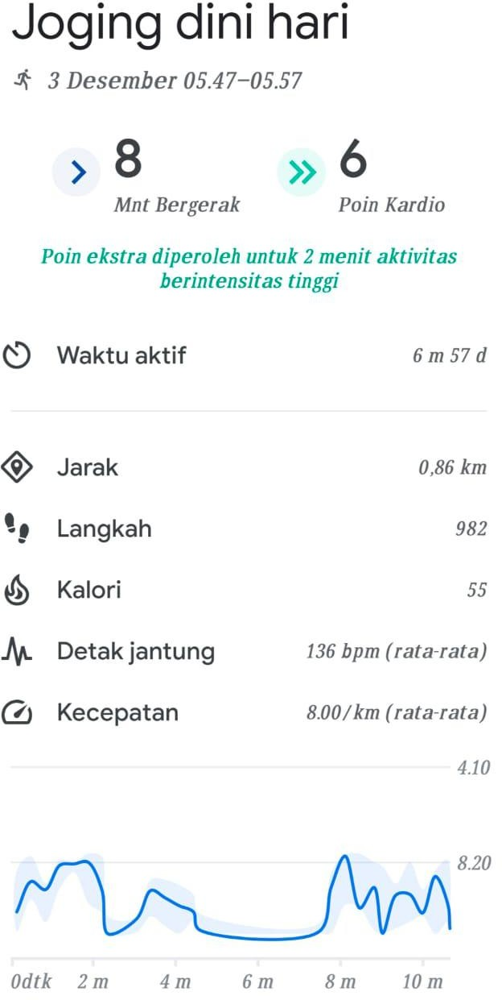 Joging dini hari
3 Desember 05.47–05.57
8
Mnt Bergerak
6
Poin Kardio
Poin ekstra diperoleh untuk 2 menit aktivitas
berintensitas tinggi
Waktu aktif 6 m 57 d
Jarak 0,86 km
Langkah 982
Kalori 55
Detak jantung 136 bpm (rata-rata)
Kecepatan 8.00/km (rata-rata)
4.10
8.20
0dtk 2 m 4 m 6 m 8 m 10 m